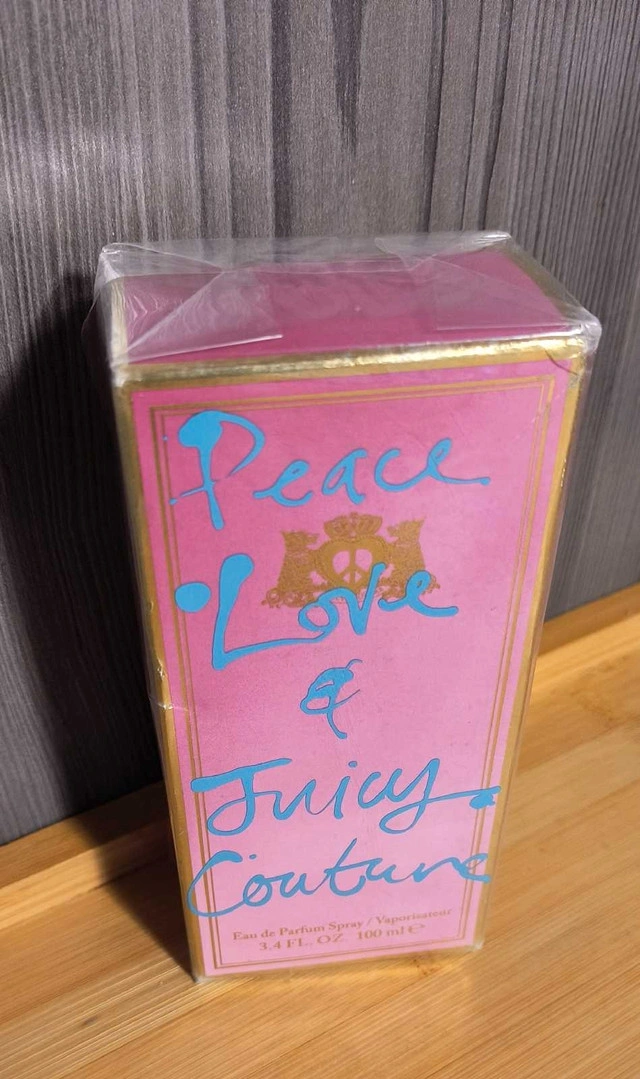 Peace
Love
&
Juicy
Couture
Eau de Parfum Spray / Vaporisateur
3.4 FL. OZ. 100 ml ℮